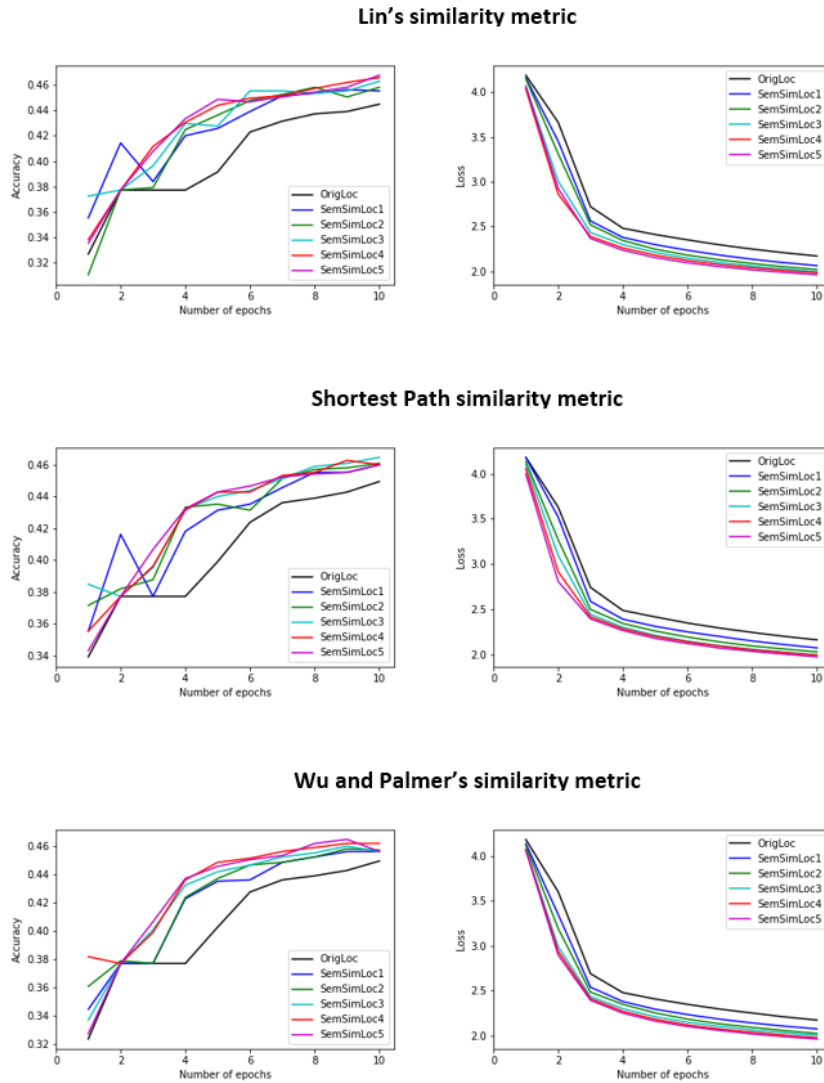 Lin's similarity metric
0.46
0.44
0.42
0.40
0.38
0.36
0.34
0.32
Accuracy
0 2 4 6 8 10
Number of epochs
OrigLoc
SemSimLoc1
SemSimLoc2
SemSimLoc3
SemSimLoc4
SemSimLoc5
4.0
3.5
3.0
2.5
2.0
Loss
0 2 4 6 8 10
Number of epochs
OrigLoc
SemSimLoc1
SemSimLoc2
SemSimLoc3
SemSimLoc4
SemSimLoc5
Shortest Path similarity metric
0.46
0.44
0.42
0.40
0.38
0.36
0.34
Accuracy
0 2 4 6 8 10
Number of epochs
OrigLoc
SemSimLoc1
SemSimLoc2
SemSimLoc3
SemSimLoc4
SemSimLoc5
4.0
3.5
3.0
2.5
2.0
Loss
0 2 4 6 8 10
Number of epochs
OrigLoc
SemSimLoc1
SemSimLoc2
SemSimLoc3
SemSimLoc4
SemSimLoc5
Wu and Palmer's similarity metric
0.46
0.44
0.42
0.40
0.38
0.36
0.34
0.32
Accuracy
0 2 4 6 8 10
Number of epochs
OrigLoc
SemSimLoc1
SemSimLoc2
SemSimLoc3
SemSimLoc4
SemSimLoc5
4.0
3.5
3.0
2.5
2.0
Loss
0 2 4 6 8 10
Number of epochs
OrigLoc
SemSimLoc1
SemSimLoc2
SemSimLoc3
SemSimLoc4
SemSimLoc5